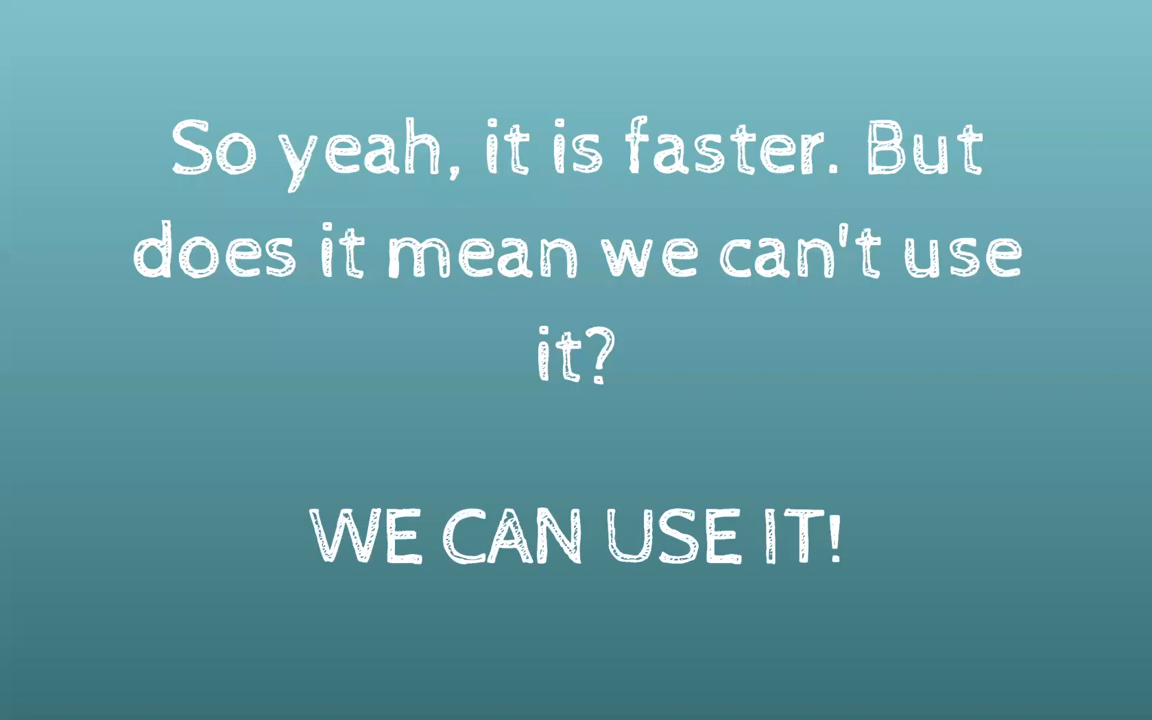 So yeah, it is faster. But
does it mean we can't use
it?
WE CAN USE IT!